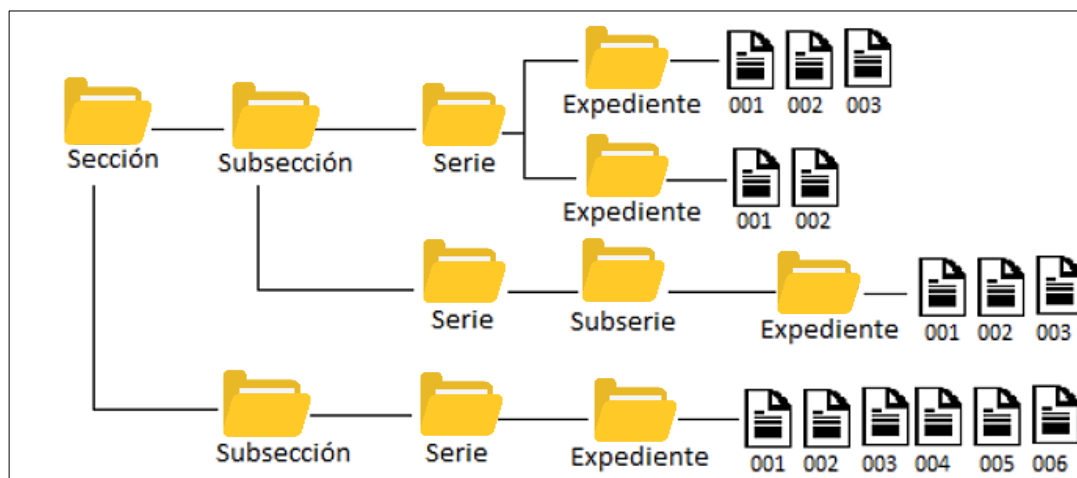 Expediente
001 002 003
Sección
Subsección
Serie
Expediente
001 002
Serie
Subserie
Expediente
001 002 003
Subsección
Serie
Expediente
001 002 003 004 005 006